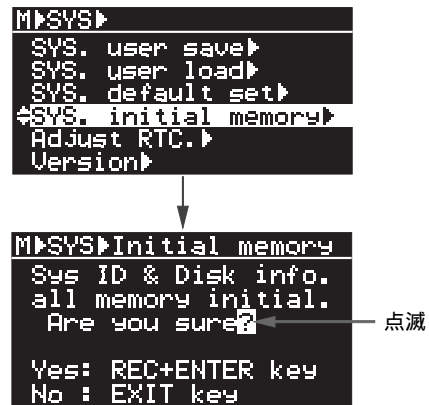 M▶SYS▶
SYS. user save▶
SYS. user load▶
SYS. default set▶
SYS. initial memory▶
Adjust RTC.▶
Version▶
M▶SYS▶Initial memory
Sys ID & Disk info.
all memory initial.
Are you sure?
点滅
Yes: REC+ENTER key
No : EXIT key